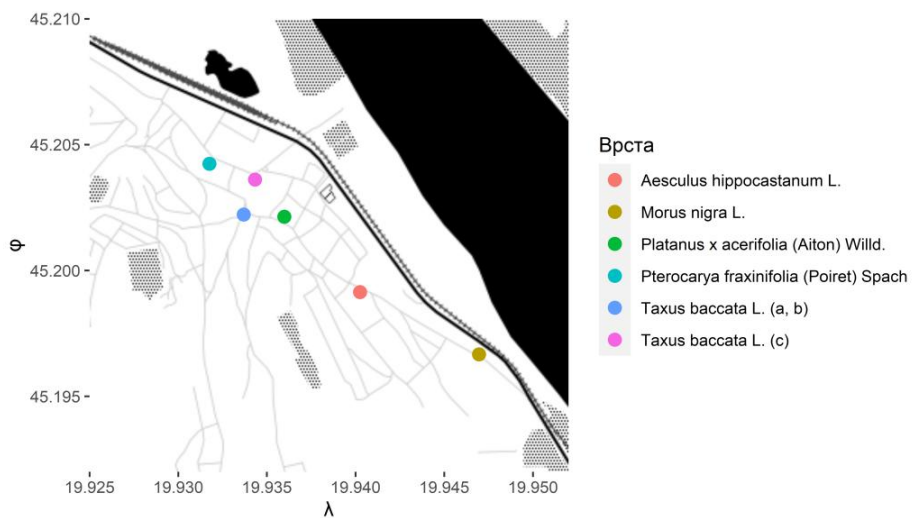 45.210
45.205
45.200
45.195
φ
19.925 19.930 19.935 19.940 19.945 19.950
λ
Врста
Aesculus hippocastanum L.
Morus nigra L.
Platanus x acerifolia (Aiton) Willd.
Pterocarya fraxinifolia (Poiret) Spach
Taxus baccata L. (a, b)
Taxus baccata L. (c)